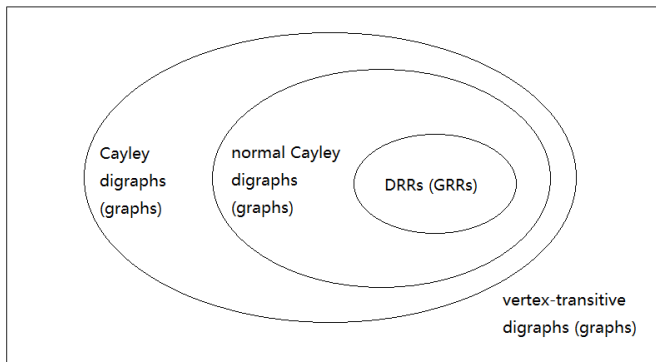 Cayley
digraphs
(graphs)
normal Cayley
digraphs
(graphs)
DRRs (GRRs)
vertex-transitive
digraphs (graphs)